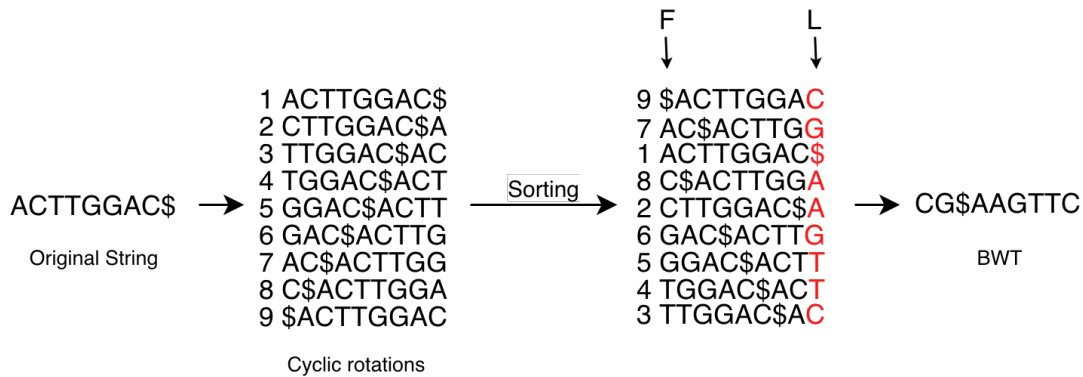 F L
1 ACTTGGAC$
2 CTTGGAC$A
3 TTGGAC$AC
4 TGGAC$ACT
5 GGAC$ACTT
6 GAC$ACTTG
7 AC$ACTTGG
8 C$ACTTGGA
9 $ACTTGGAC
9 $ACTTGGAC
7 AC$ACTTGG
1 ACTTGGAC$
8 C$ACTTGGA
2 CTTGGAC$A
6 GAC$ACTTG
5 GGAC$ACTT
4 TGGAC$ACT
3 TTGGAC$AC
Sorting
ACTTGGAC$
CG$AAGTTC
Original String
BWT
Cyclic rotations